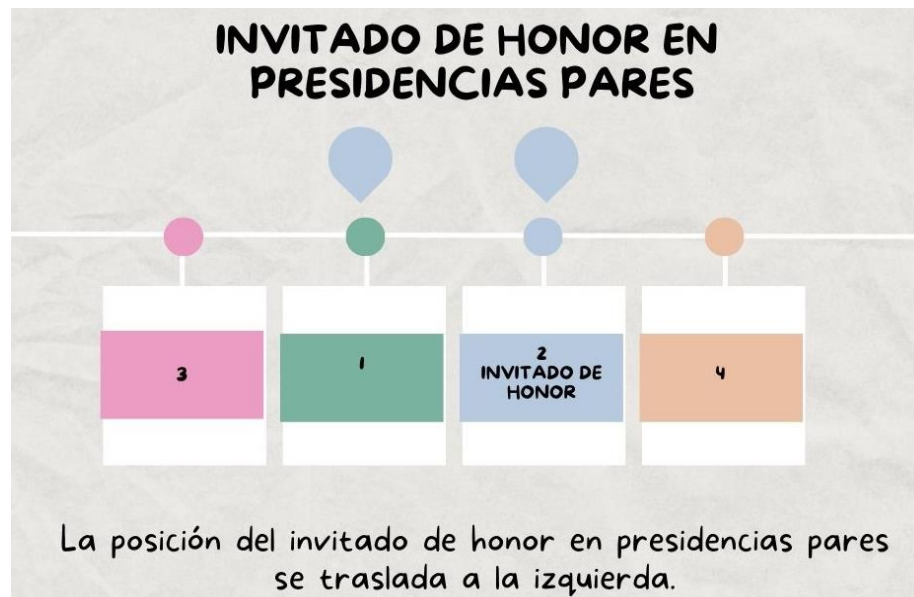 INVITADO DE HONOR EN
PRESIDENCIAS PARES
3
1
2
INVITADO DE
HONOR
4
La posición del invitado de honor en presidencias pares
se traslada a la izquierda.